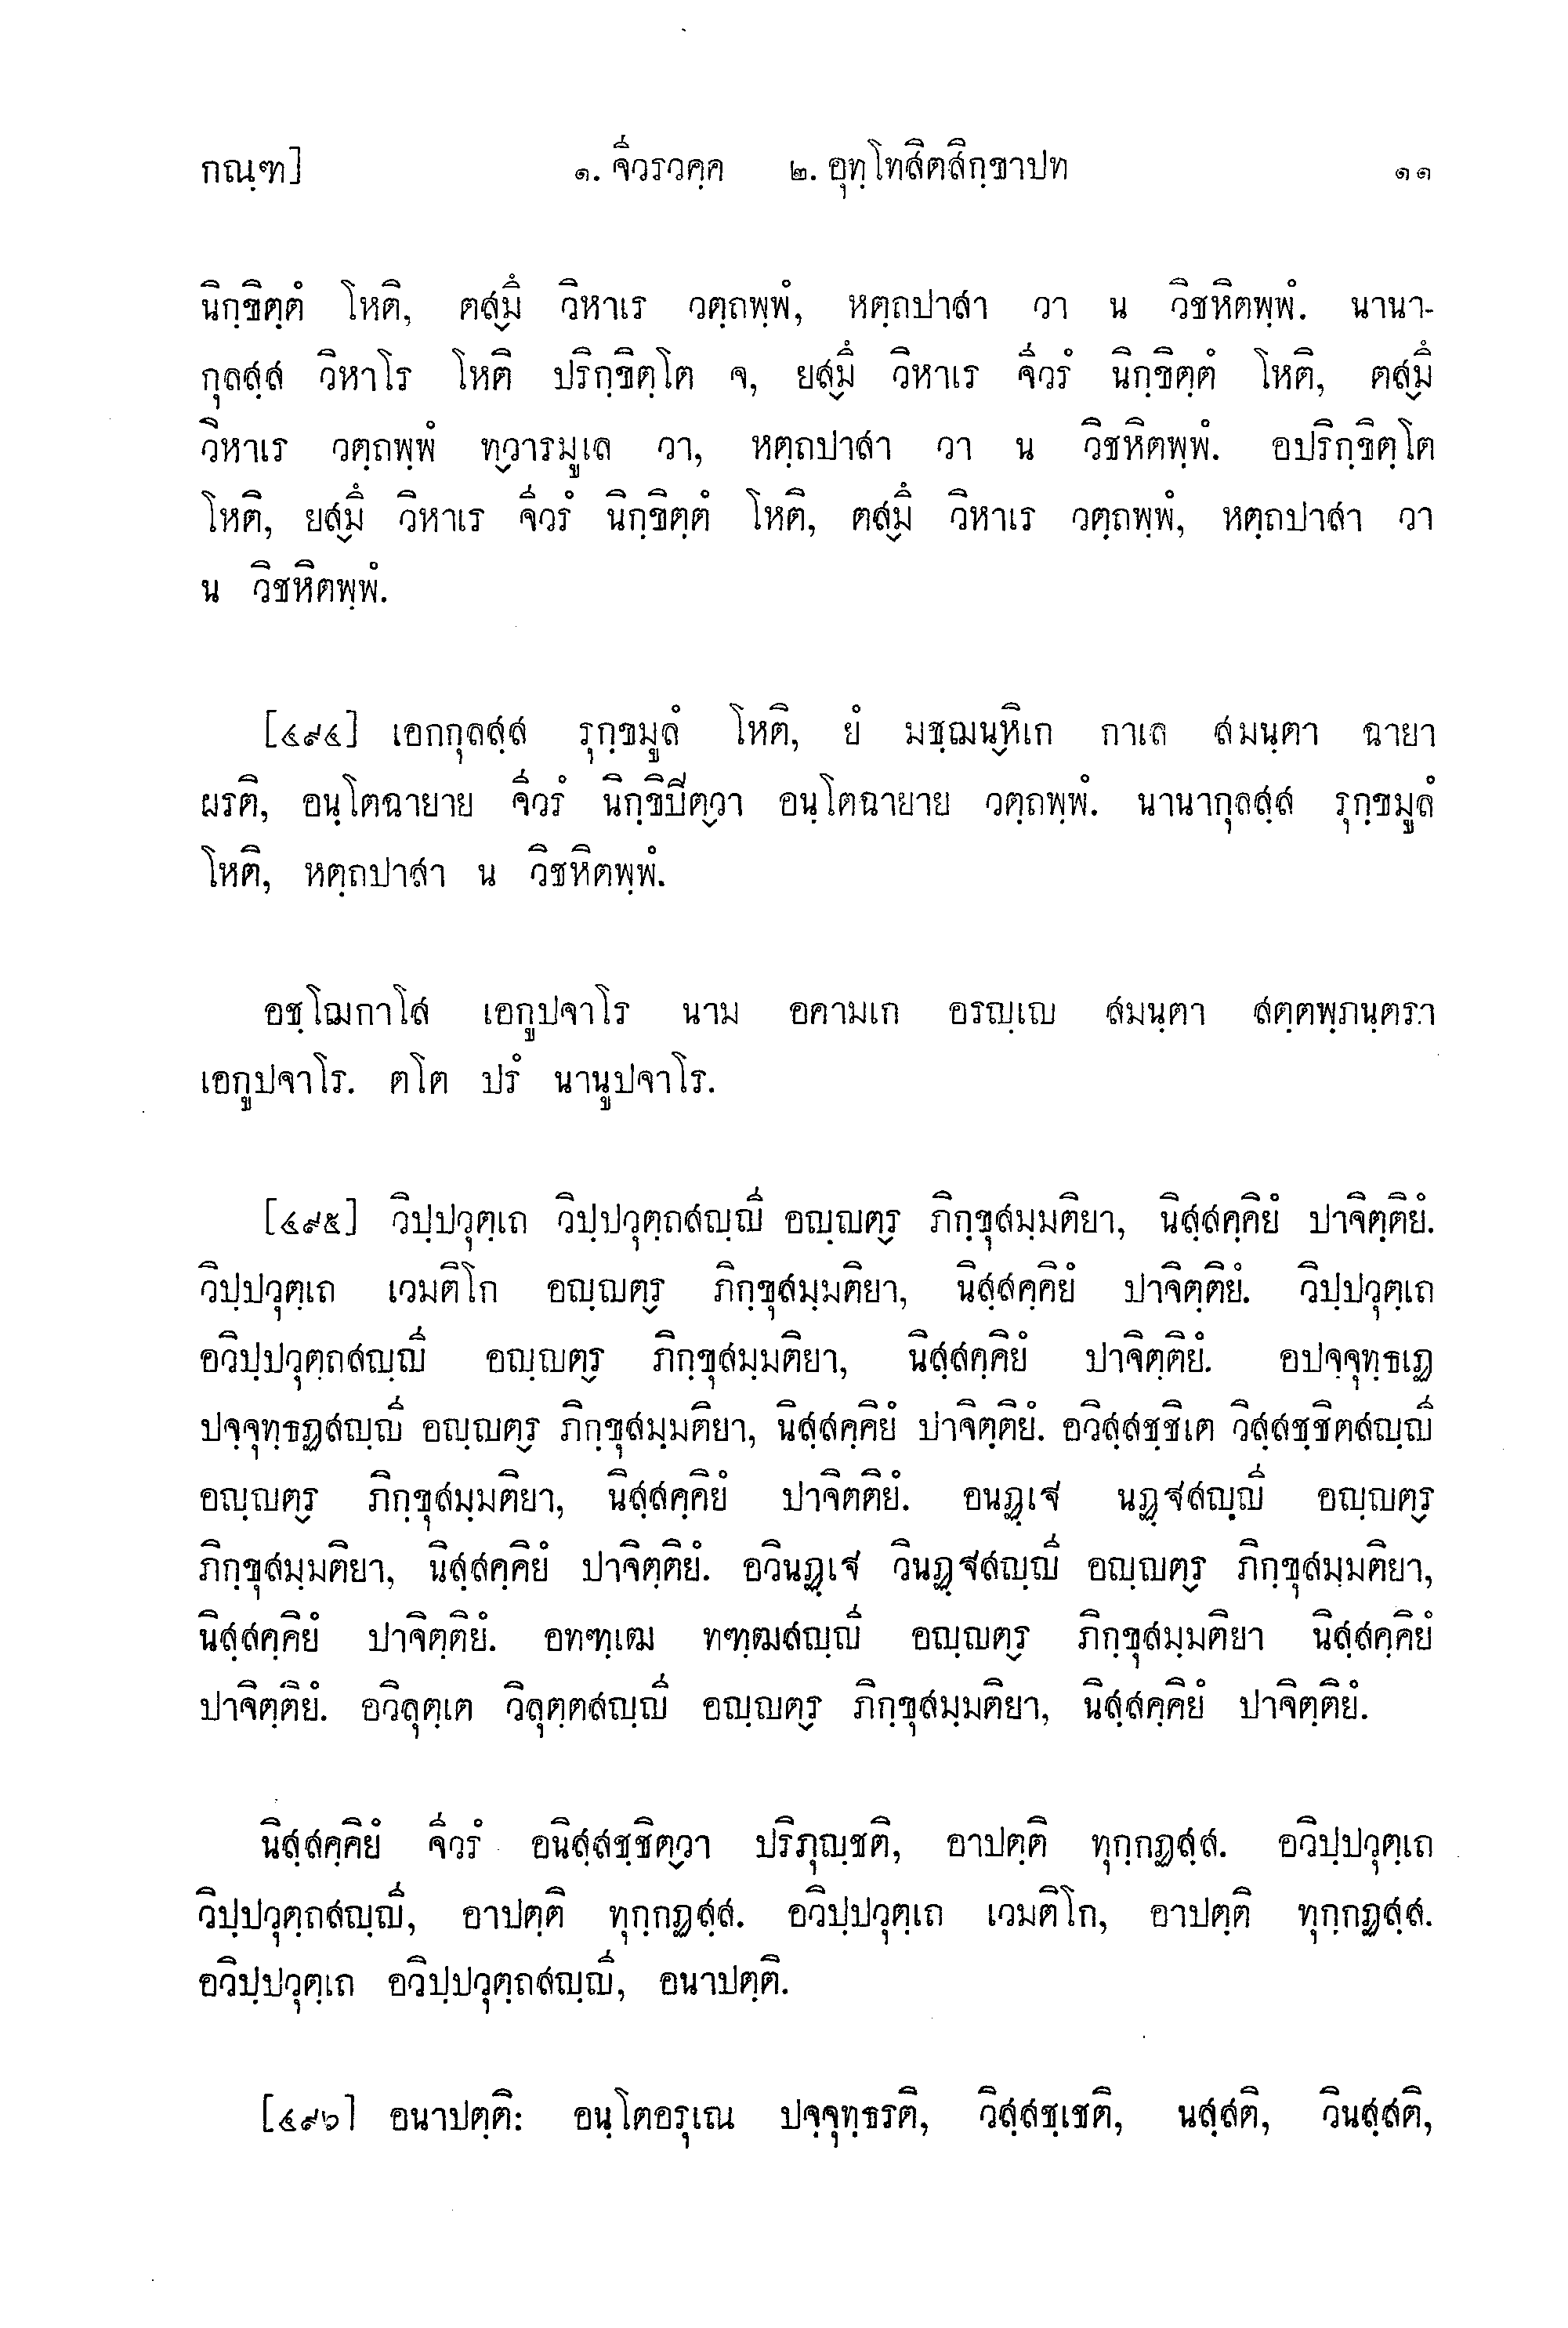 กณฺฑ] ๑. จีวรวคฺค ๒. อุทฺโทสิตสิกฺขาปท ๑๑
นิกฺขิตฺตํ โหติ, ตสฺมึ วิหาเร วตฺถพฺพํ, หตฺถปาสา วา น วิชหิตพฺพํ. นานา-
กุลสฺส วิหาโร โหติ ปริกฺขิตฺโต จ, ยสฺมึ วิหาเร จีวรํ นิกฺขิตฺตํ โหติ, ตสฺมึ
วิหาเร วตฺถพฺพํ ทฺวารมูเล วา, หตฺถปาสา วา น วิชหิตพฺพํ. อปริกฺขิตฺโต
โหติ, ยสฺมึ วิหาเร จีวรํ นิกฺขิตฺตํ โหติ, ตสฺมึ วิหาเร วตฺถพฺพํ, หตฺถปาสา วา
น วิชหิตพฺพํ.
[๔๙๔] เอกกุลสฺส รุกฺขมูลํ โหติ, ยํ มชฺฌนฺหิเก กาเล สมนฺตา ฉายา
ผรติ, อนฺโตฉายาย จีวรํ นิกฺขิปิตฺวา อนฺโตฉายาย วตฺถพฺพํ. นานากุลสฺส รุกฺขมูลํ
โหติ, หตฺถปาสา น วิชหิตพฺพํ.
อชฺโฌกาโส เอกูปจาโร นาม อคามเก อรญฺเญ สมนฺตา สตฺตพฺภนฺตรา
เอกูปจาโร. ตโต ปรํ นานูปจาโร.
[๔๙๕] วิปฺปวุตฺเถ วิปฺปวุตฺถสญฺญี อญฺญตฺร ภิกฺขุสมฺมติยา, นิสฺสคฺคิยํ ปาจิตฺติยํ.
วิปฺปวุตฺเถ เวมติโก อญฺญตฺร ภิกฺขุสมฺมติยา, นิสฺสคฺคิยํ ปาจิตฺติยํ. วิปฺปวุตฺเถ
อวิปฺปวุตฺถสญฺญี อญฺญตฺร ภิกฺขุสมฺมติยา, นิสฺสคฺคิยํ ปาจิตฺติยํ. อปจฺจุทฺธเฏ
ปจฺจุทฺธฏสญฺญี อญฺญตฺร ภิกฺขุสมฺมติยา, นิสฺสคฺคิยํ ปาจิตฺติยํ. อวิสฺสชฺชิเต วิสฺสชฺชิตสญฺญี
อญฺญตฺร ภิกฺขุสมฺมติยา, นิสฺสคฺคิยํ ปาจิตติยํ. อนฏฺเฐ นฏฺฐสญฺญี อญฺญตฺร
ภิกฺขุสมฺมติยา, นิสฺสคฺคิยํ ปาจิตฺติยํ. อวินฏฺเฐ วินฏฺฐสญฺญี อญฺญตฺร ภิกฺขุสมฺมติยา,
นิสฺสคฺคิยํ ปาจิตฺติยํ. อทฑฺเฒ ทฑฺฒสญฺญี อญฺญตฺร ภิกฺขุสมฺมติยา นิสฺสคฺคิยํ
ปาจิตฺติยํ. อวิลุตฺเต วิลุตฺตสญฺญี อญฺญตฺร ภิกฺขุสมฺมติยา, นิสฺสคฺคิยํ ปาจิตฺติยํ.
นิสฺสคฺคิยํ จีวรํ อนิสฺสชฺชิตฺวา ปริภุญฺชติ, อาปตฺติ ทุกฺกฏสฺส. อวิปฺปวุตฺเถ
วิปฺปวุตฺถสญฺญี, อาปตฺติ ทุกฺกฏสฺส. อวิปฺปวุตฺเถ เวมติโก, อาปตฺติ ทุกฺกฏสฺส.
อวิปฺปวุตฺเถ อวิปฺปวุตฺถสญฺญี, อนาปตฺติ.
[๔๙๖] อนาปตฺติ: อนฺโตอรุเณ ปจฺจุทฺธรติ, วิสฺสชฺเชติ, นสฺสติ, วินสฺสติ,